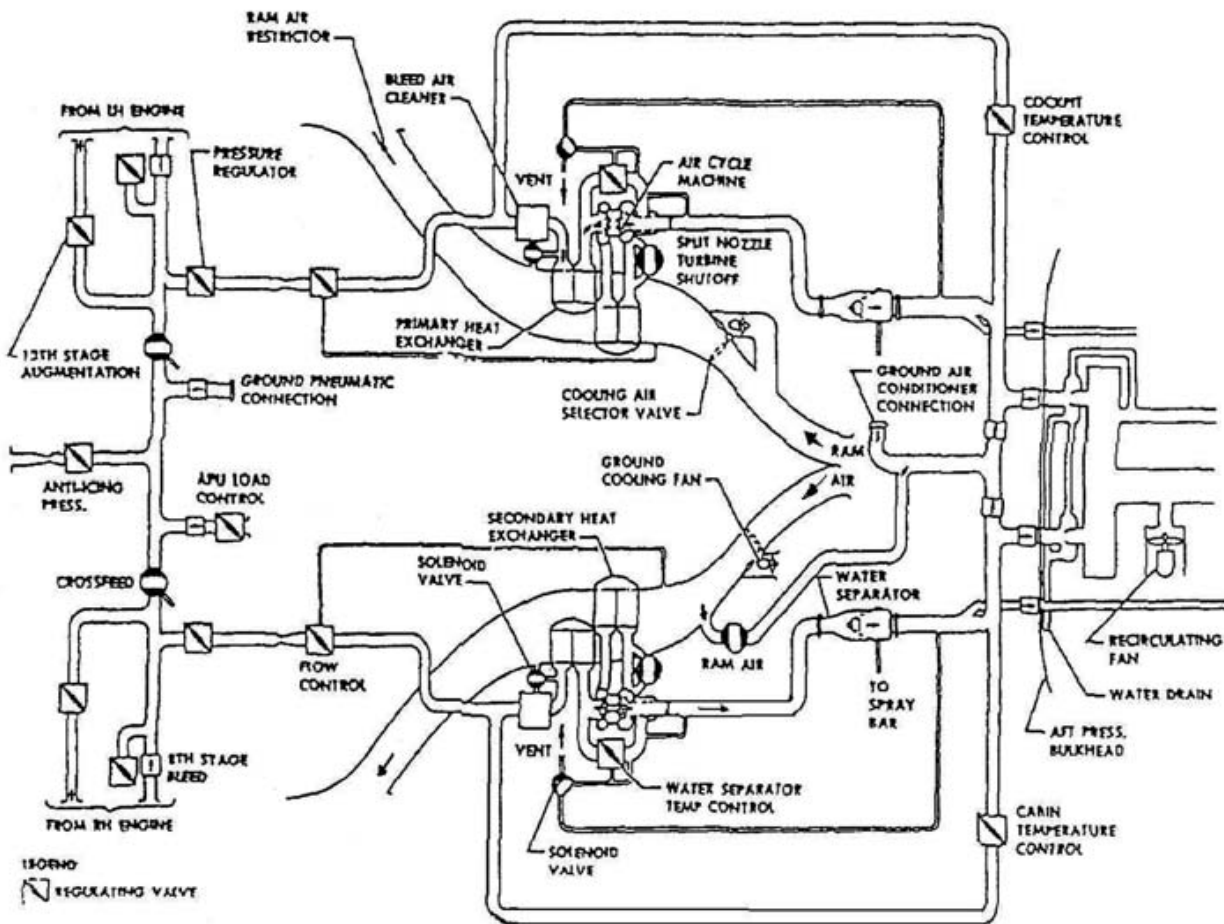 RAM AIR
RESTRICTOR
BLEED AIR
CLEANER
FROM LH ENGINE
PRESSURE
REGULATOR
VENT
AIR CYCLE
MACHINE
COCKPIT
TEMPERATURE
CONTROL
SPLIT NOZZLE
TURBINE
SHUTOFF
PRIMARY HEAT
EXCHANGER
13TH STAGE
AUGMENTATION
GROUND PNEUMATIC
CONNECTION
COOLING AIR
SELECTOR VALVE
GROUND AIR
CONDITIONER
CONNECTION
RAM
AIR
ANTI-ICING
PRESS.
APU LOAD
CONTROL
GROUND
COOLING FAN
SECONDARY HEAT
EXCHANGER
SOLENOID
VALVE
CROSSFEED
WATER
SEPARATOR
FLOW
CONTROL
RAM AIR
RECIRCULATING
FAN
TO
SPRAY
BAR
WATER DRAIN
AFT PRESS.
BULKHEAD
VENT
8TH STAGE
BLEED
WATER SEPARATOR
TEMP CONTROL
FROM RH ENGINE
CABIN
TEMPERATURE
CONTROL
SOLENOID
VALVE
LEGEND
REGULATING VALVE